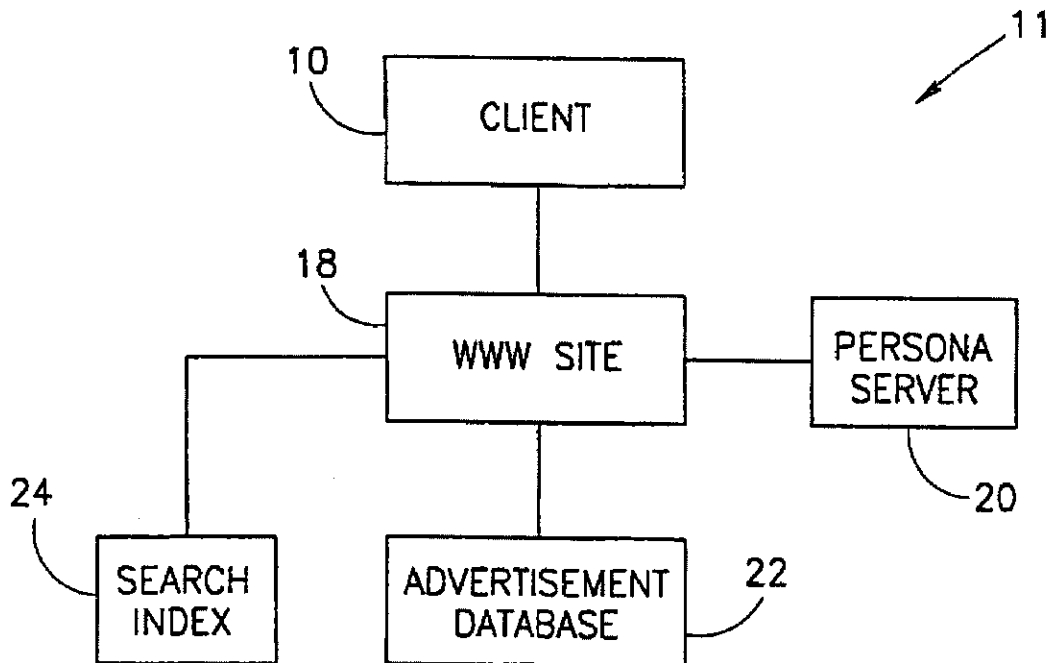 11
10
CLIENT
18
WWW SITE
PERSONA
SERVER
20
24
SEARCH
INDEX
ADVERTISEMENT
DATABASE
22